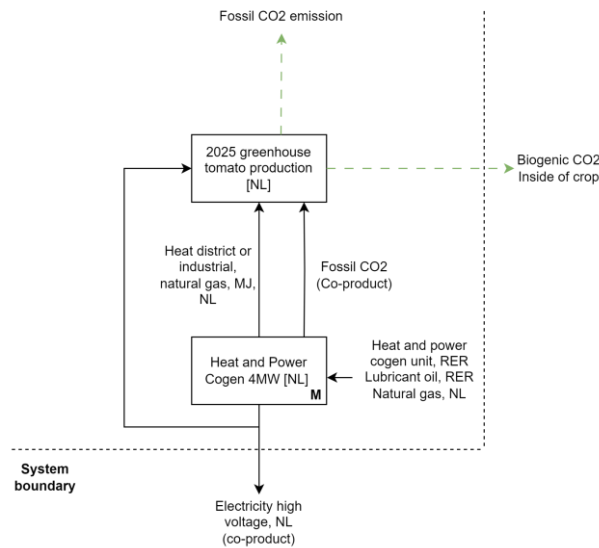 Fossil CO2 emission
2025 greenhouse
tomato production
[NL]
Biogenic CO2
Inside of crop
Heat district or
industrial,
natural gas, MJ,
NL
Fossil CO2
(Co-product)
Heat and Power
Cogen 4MW [NL]
M
Heat and power
cogen unit, RER
Lubricant oil, RER
Natural gas, NL
System
boundary
Electricity high
voltage, NL
(co-product)